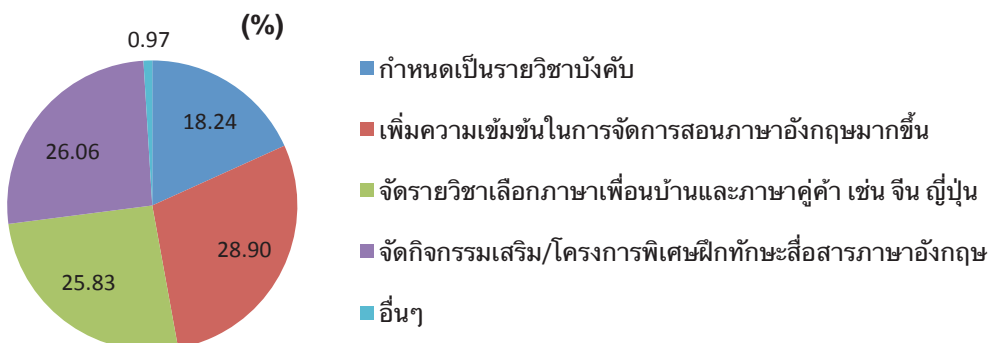 (%)
0.97
18.24
26.06
28.90
25.83
กำหนดเป็นรายวิชาบังคับ
เพิ่มความเข้มข้นในการจัดการสอนภาษาอังกฤษมากขึ้น
จัดรายวิชาเลือกภาษาเพื่อนบ้านและภาษาคู่ค้า เช่น จีน ญี่ปุ่น
จัดกิจกรรมเสริม/โครงการพิเศษฝึกทักษะสื่อสารภาษาอังกฤษ
อื่นๆ